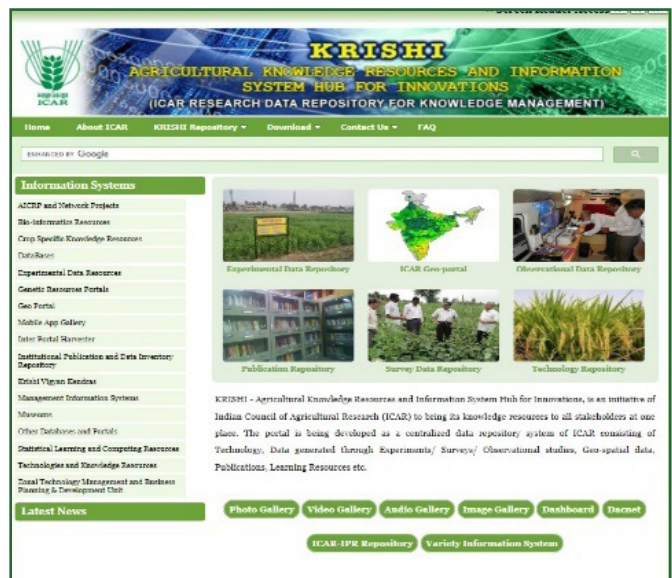 Screen Reader Access
KRISHI
AGRICULTURAL KNOWLEDGE RESOURCES AND INFORMATION
SYSTEM HUB FOR INNOVATIONS
(ICAR RESEARCH DATA REPOSITORY FOR KNOWLEDGE MANAGEMENT)
ICAR
Home About ICAR KRISHI Repository Download Contact Us FAQ
ENHANCED BY Google
Information Systems
AICRP and Network Projects
Bio-informatics Resources
Crop Specific Knowledge Resources
DataBases
Experimental Data Resources
Genetic Resources Portals
Geo Portal
Mobile App Gallery
Inter Portal Harvester
Institutional Publication and Data Inventory
Repository
Krishi Vigyan Kendras
Management Information Systems
Museums
Other Databases and Portals
Statistical Learning and Computing Resources
Technologies and Knowledge Resources
Zonal Technology Management and Business
Planning & Development Unit
Latest News
Experimental Data Repository ICAR Geo-portal Observational Data Repository
Publication Repository Survey Data Repository Technology Repository
KRISHI - Agricultural Knowledge Resources and Information System Hub for Innovations, is an initiative of
Indian Council of Agricultural Research (ICAR) to bring its knowledge resources to all stakeholders at one
place. The portal is being developed as a centralized data repository system of ICAR consisting of
Technology, Data generated through Experiments/ Surveys/ Observational studies, Geo-spatial data,
Publications, Learning Resources etc.
Photo Gallery Video Gallery Audio Gallery Image Gallery Dashboard Dacnet
ICAR-IPR Repository Variety Information System